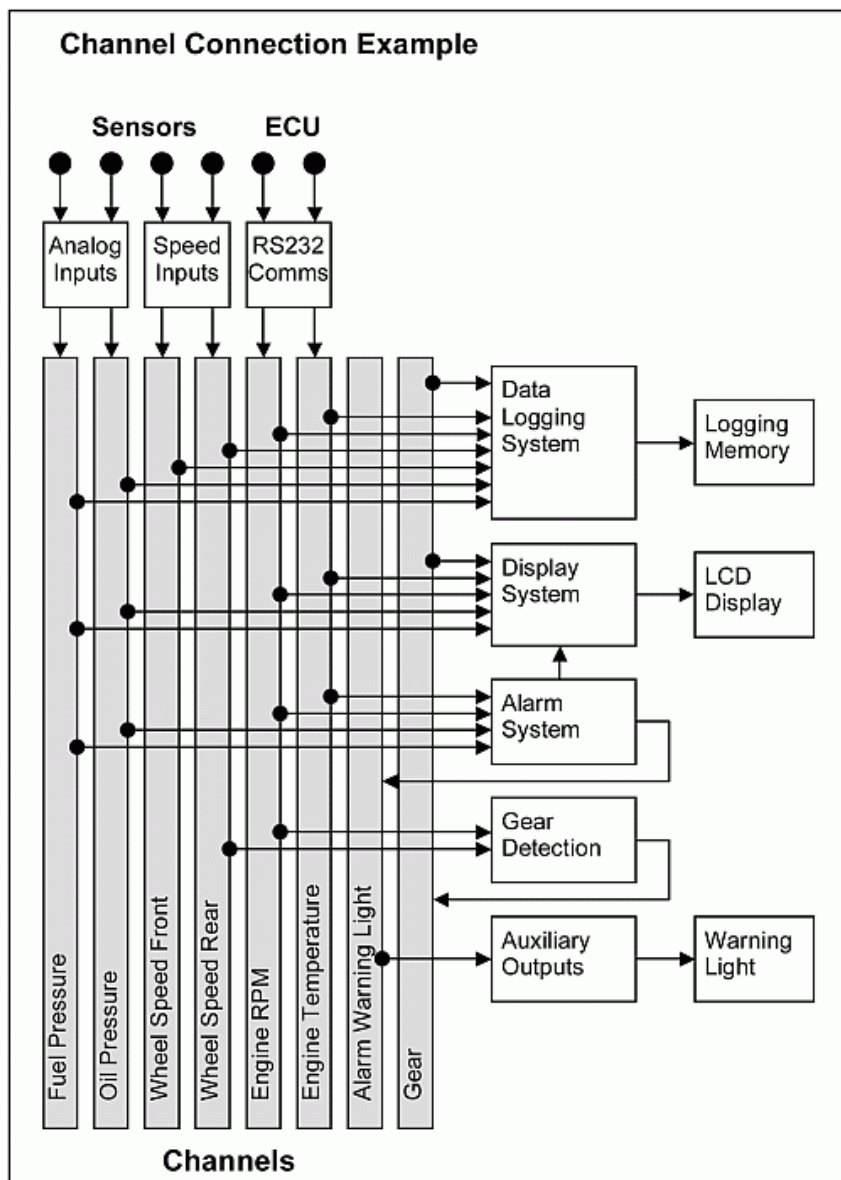 Channel Connection Example
Sensors
ECU
Analog
Inputs
Speed
Inputs
RS232
Comms
Data
Logging
System
Logging
Memory
Display
System
LCD
Display
Alarm
System
Gear
Detection
Auxiliary
Outputs
Warning
Light
Fuel Pressure
Oil Pressure
Wheel Speed Front
Wheel Speed Rear
Engine RPM
Engine Temperature
Alarm Warning Light
Gear
Channels